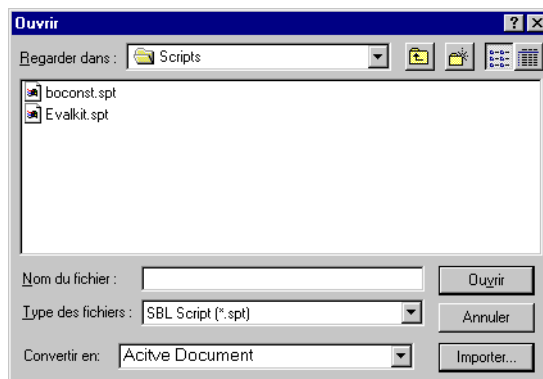 Ouvrir
Regarder dans : Scripts
boconst.spt
Evalkit.spt
Nom du fichier : Ouvrir
Type des fichiers : SBL Script (*.spt) Annuler
Convertir en: Acitve Document Importer...